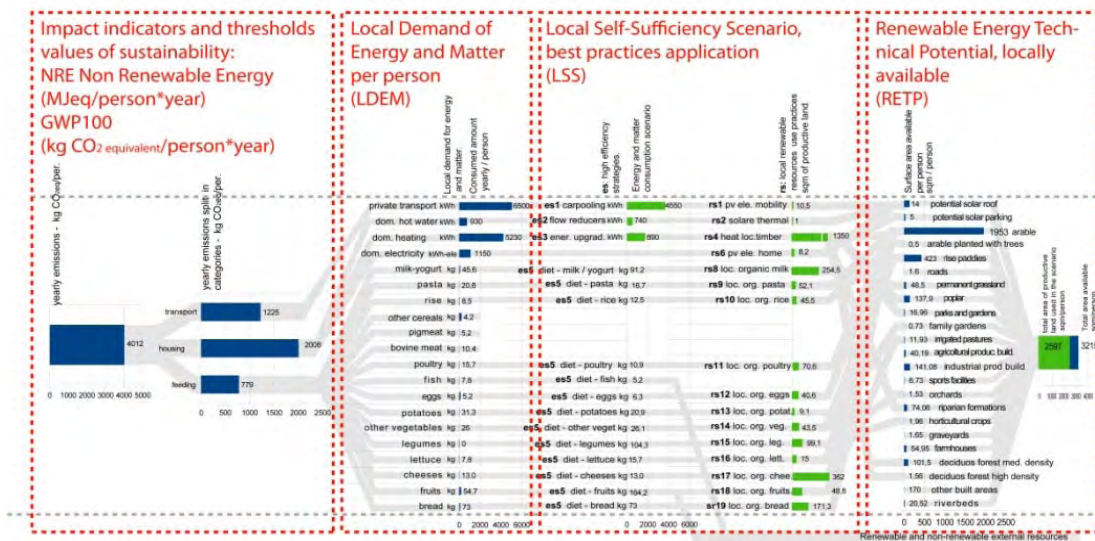 Impact indicators and thresholds
values of sustainability:
NRE Non Renewable Energy
(MJeq/person*year)
GWP100
(kg CO2 equivalent/person*year)
yearly emissions - kg CO2eq/per.
yearly emissions split in
categories - kg CO2eq/per.
4012
0 1000 2000 3000 4000 5000
transport 1225
housing 2008
feeding 779
0 500 1000 1500 2000 2500
Local Demand of
Energy and Matter
per person
(LDEM)
Local demand for energy
and matter.
Consumed amount
yearly / person
private transport kWh 6500
dom. hot water kWh 930
dom. heating kWh 5230
dom. electricity kWh-ele 1150
milk-yogurt kg 45,6
pasta kg 20,8
rise kg 8,5
other cereals kg 4,2
pigmeat kg 5,2
bovine meat kg 10,4
poultry kg 15,7
fish kg 7,8
eggs kg 5,2
potatoes kg 31,3
other vegetables kg 26
legumes kg 0
lettuce kg 7,8
cheeses kg 13,0
fruits kg 54,7
bread kg 73
0 2000 4000 6000
Local Self-Sufficiency Scenario,
best practices application
(LSS)
es: high efficiency
strategies.
Energy and matter
consumption scenario
es1 carpooling kWh 4550
es2 flow reducers kWh 740
es3 ener. upgrad. kWh 890
es5 diet - milk / yogurt kg 91,2
es5 diet - pasta kg 16,7
es5 diet - rice kg 12,5
es5 diet - poultry kg 10,9
es5 diet - fish kg 5,2
es5 diet - eggs kg 6,3
es5 diet - potatoes kg 20,9
es5 diet - other veget kg 26,1
es5 diet - legumes kg 104,3
es5 diet - lettuce kg 15,7
es5 diet - cheeses kg 13,0
es5 diet - fruits kg 104,2
es5 diet - bread kg 73
0 2000 4000 6000
rs: local renewable
resources use practices
sqm of productive land
rs1 pv ele. mobility 10,5
rs2 solare thermal 1
rs4 heat loc.timber 1350
rs6 pv ele. home 8,2
rs8 loc. organic milk 254,5
rs9 loc. org. pasta 52,1
rs10 loc. org. rice 45,5
rs11 loc. org. poultry 70,6
rs12 loc. org. eggs 40,6
rs13 loc. org. potat. 9,1
rs14 loc. org. veg. 43,5
rs15 loc. org. leg. 99,1
rs16 loc. org. lett. 15
rs17 loc. org. chee. 362
rs18 loc. org. fruits 48,8
sr19 loc. org. bread 171,3
Renewable Energy Tech-
nical Potential, locally
available
(RETP)
Surface area available
per person
sqm / person
14 potential solar roof
5 potential solar parking
1953 arable
0,5 arable planted with trees
423 rise paddies
1,6 roads
48,5 permanent grassland
137,9 poplar
16,96 parks and gardens
0,73 family gardens
11,93 irrigated pastures
40,19 agricoltural produc. build.
141,08 industrial prod build
6,73 sports facilities
1,53 orchards
74,06 riparian formations
1,96 horticultural crops
1,65 graveyards
54,95 farmhouses
101,5 deciduos forest med. density
1,56 deciduos forest high density
170 other built areas
20,52 riverbeds
0 500 1000 1500 2000 2500
total area of productive
land used in the scenario
sqm/person
Total area available
sqm/person
2597
3215
0 1000 2000 3000 4000
Renewable and non-renewable external resources